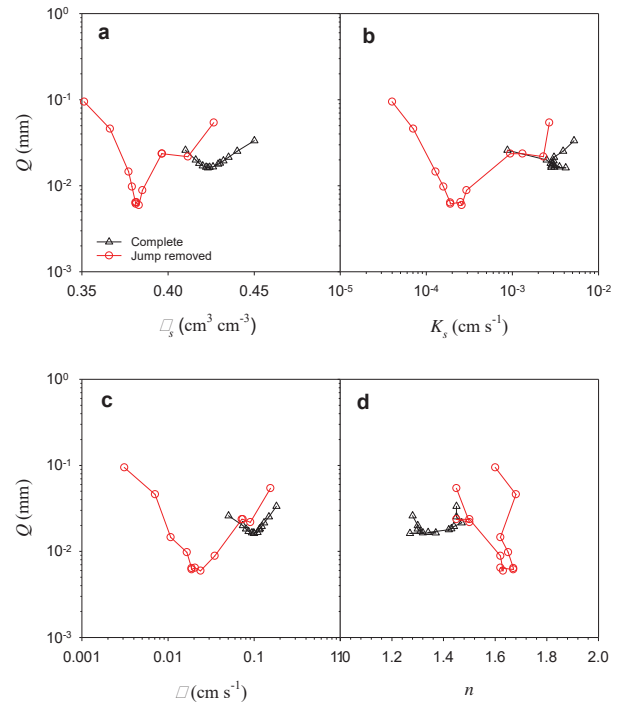 a
b
10⁰
10⁻¹
10⁻²
10⁻³
Q (mm)
Complete
Jump removed
0.35 0.40 0.45 10⁻⁵ 10⁻⁴ 10⁻³ 10⁻²
□s (cm³ cm⁻³)
Ks (cm s⁻¹)
c
d
10⁰
10⁻¹
10⁻²
10⁻³
Q (mm)
0.001 0.01 0.1 1 1.2 1.4 1.6 1.8 2.0
□ (cm s⁻¹)
n